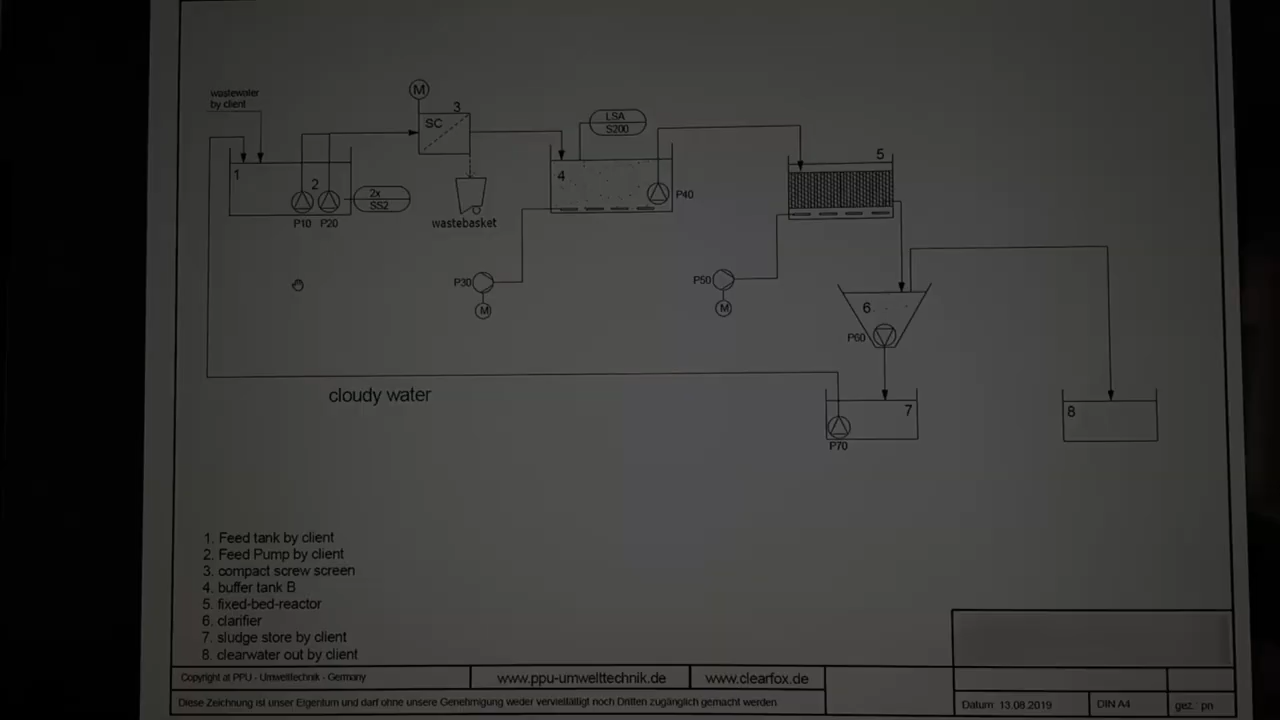 wastewater
by client
M
3
SC
LSA
S200
1
2
2x
SS2
P10 P20
wastebasket
4
P40
5
P30
M
P50
M
6
P60
cloudy water
7
P70
8
1. Feed tank by client
2. Feed Pump by client
3. compact screw screen
4. buffer tank B
5. fixed-bed-reactor
6. clarifier
7. sludge store by client
8. clearwater out by client
Copyright at PPU - Umwelttechnik - Germany
www.ppu-umwelttechnik.de
www.clearfox.de
Diese Zeichnung ist unser Eigentum und darf ohne unsere Genehmigung weder vervielfältigt noch Dritten zugänglich gemacht werden
Datum: 13.08.2019
DIN A4
gez.: pn